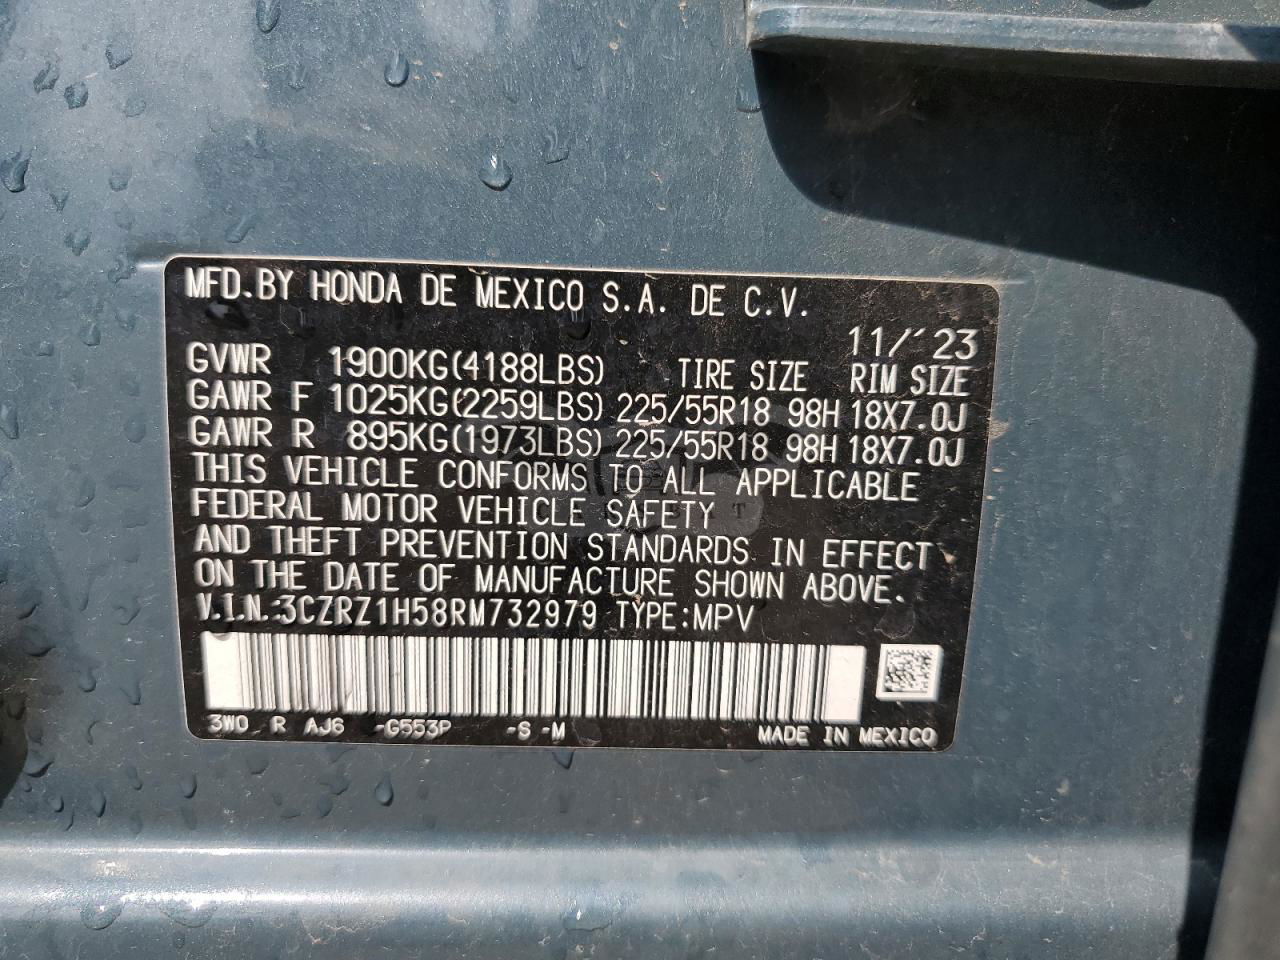 MFD.BY HONDA DE MEXICO S.A. DE C.V.
11/'23
GVWR 1900KG(4188LBS) TIRE SIZE RIM SIZE
GAWR F 1025KG(2259LBS) 225/55R18 98H 18X7.0J
GAWR R 895KG(1973LBS) 225/55R18 98H 18X7.0J
THIS VEHICLE CONFORMS TO ALL APPLICABLE
FEDERAL MOTOR VEHICLE SAFETY
AND THEFT PREVENTION STANDARDS IN EFFECT
ON THE DATE OF MANUFACTURE SHOWN ABOVE.
V.I.N.:3CZRZ1H58RM732979 TYPE:MPV
3W0 R AJ6 -G553P -S -M MADE IN MEXICO